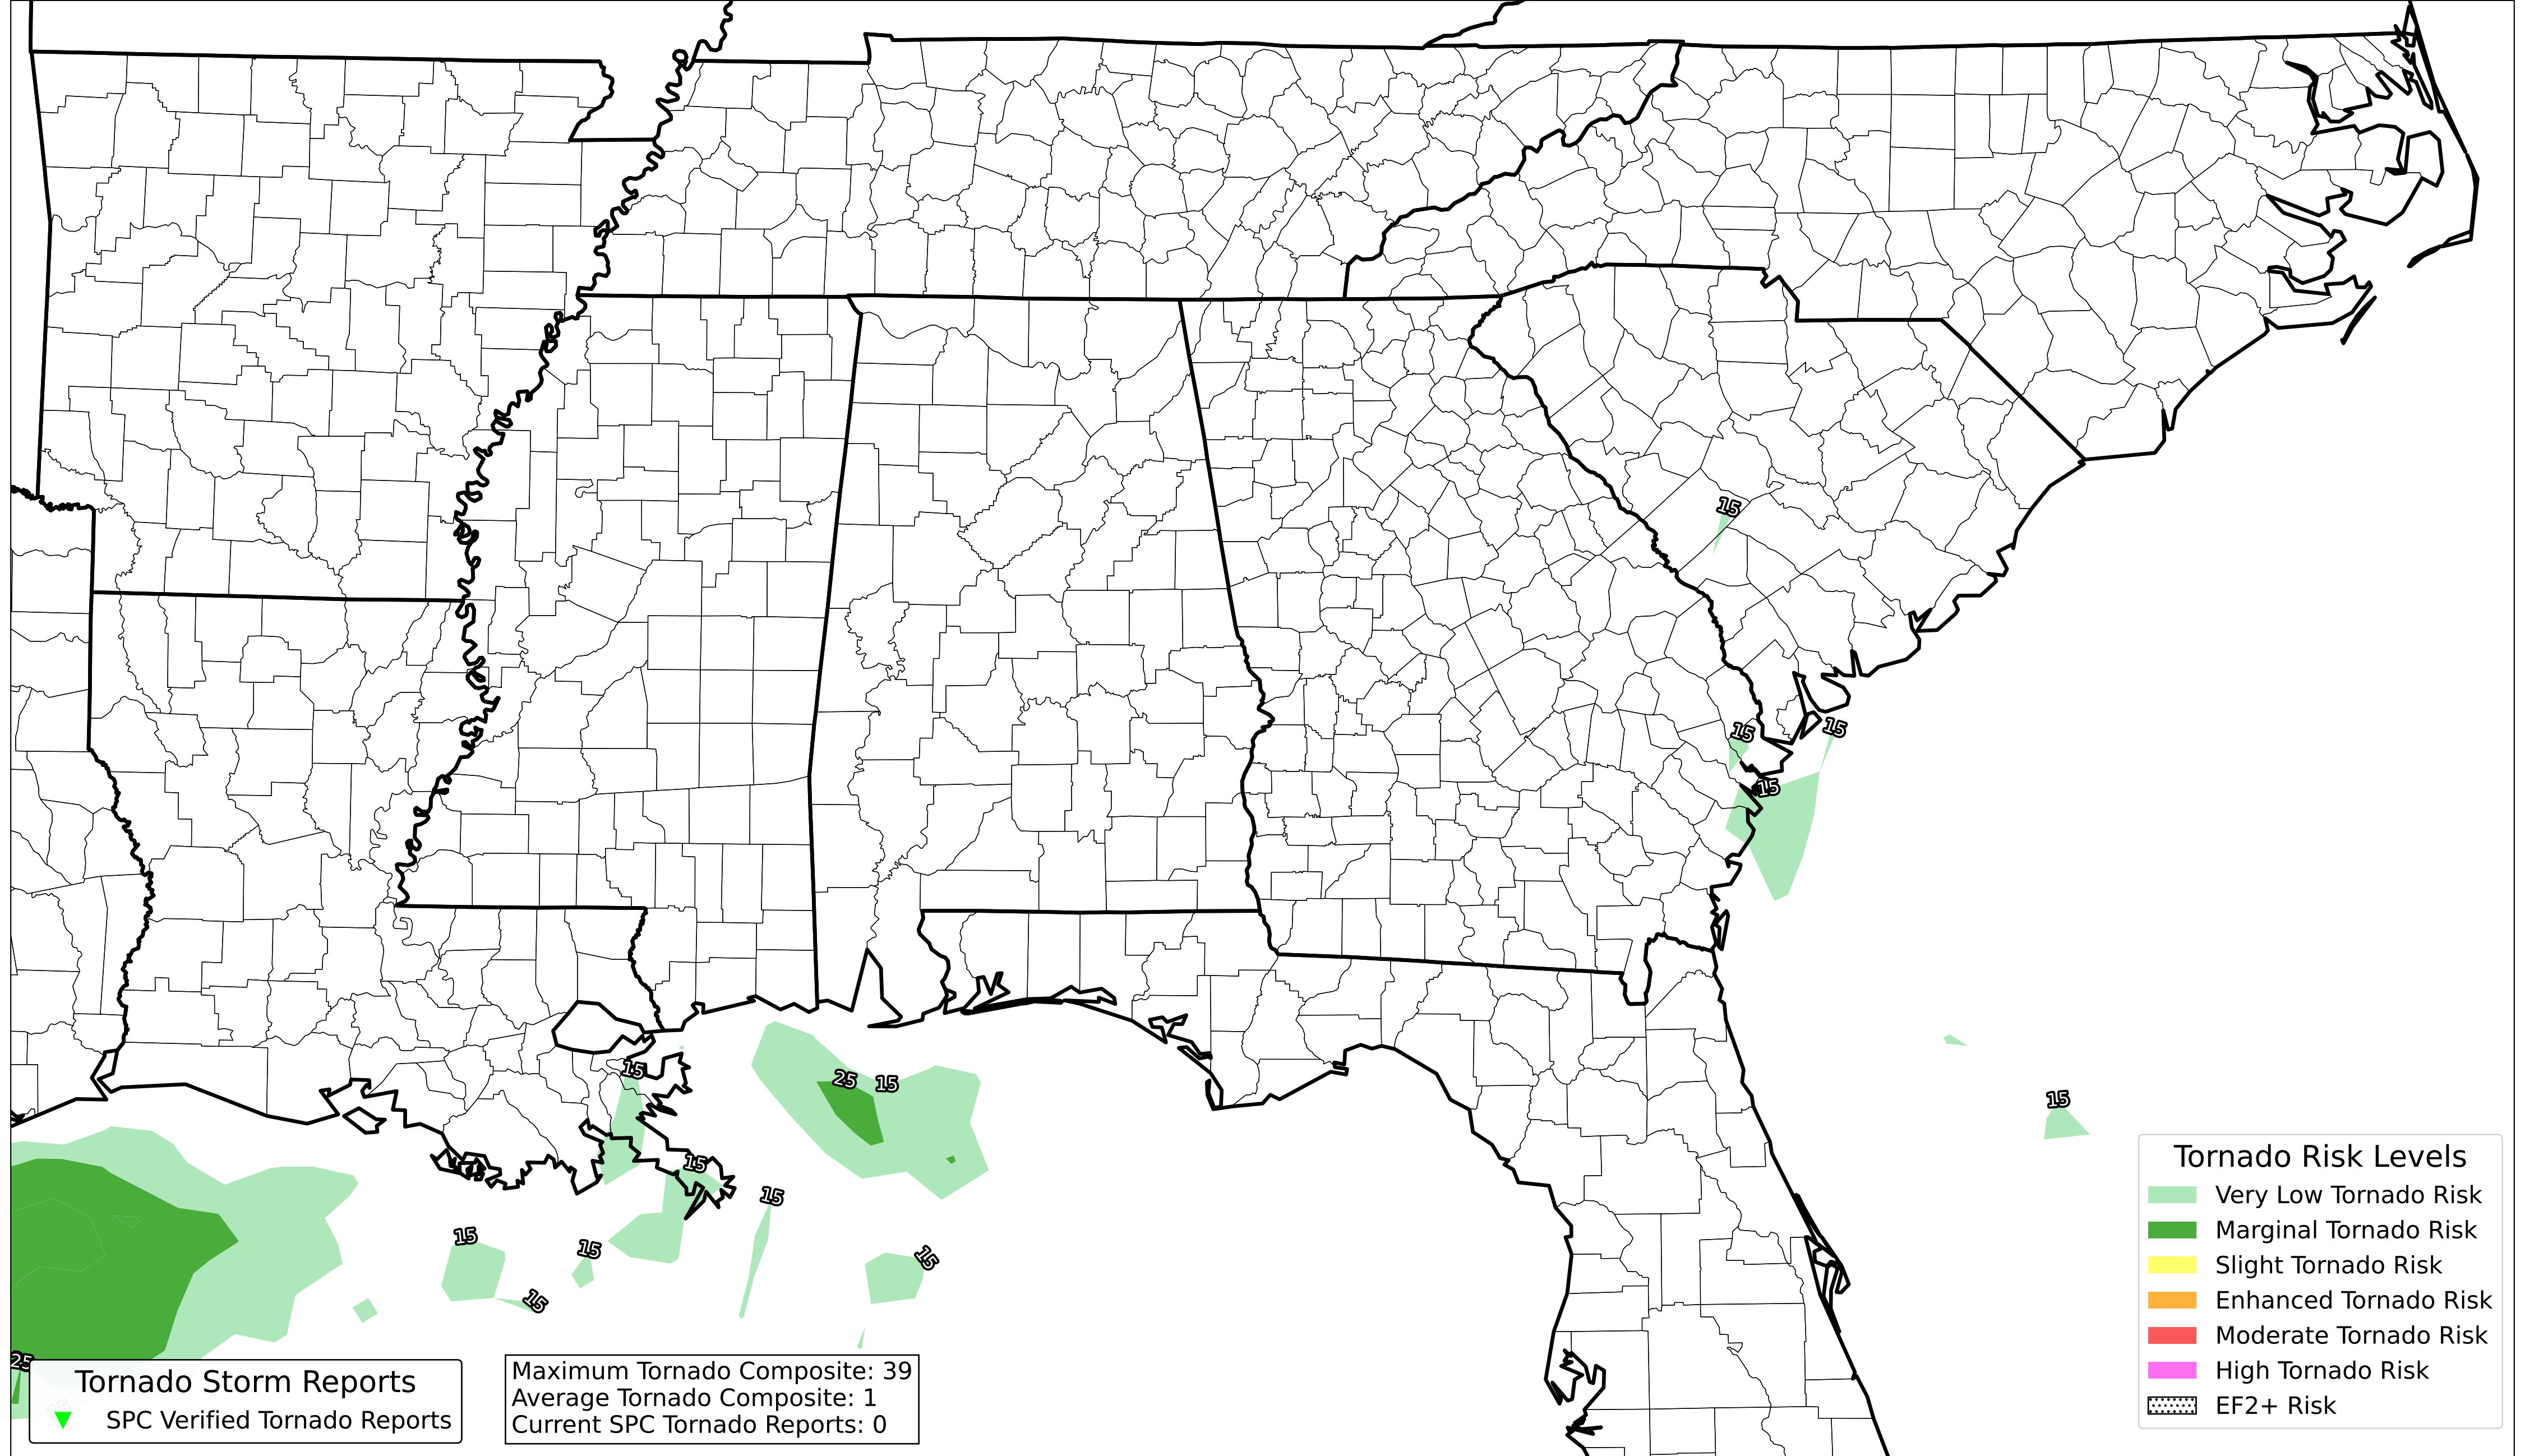 15
15
15
15
15
25 15
15
15
15
15
15
15
15
25
Tornado Risk Levels
Very Low Tornado Risk
Marginal Tornado Risk
Slight Tornado Risk
Enhanced Tornado Risk
Moderate Tornado Risk
High Tornado Risk
EF2+ Risk
Tornado Storm Reports
SPC Verified Tornado Reports
Maximum Tornado Composite: 39
Average Tornado Composite: 1
Current SPC Tornado Reports: 0